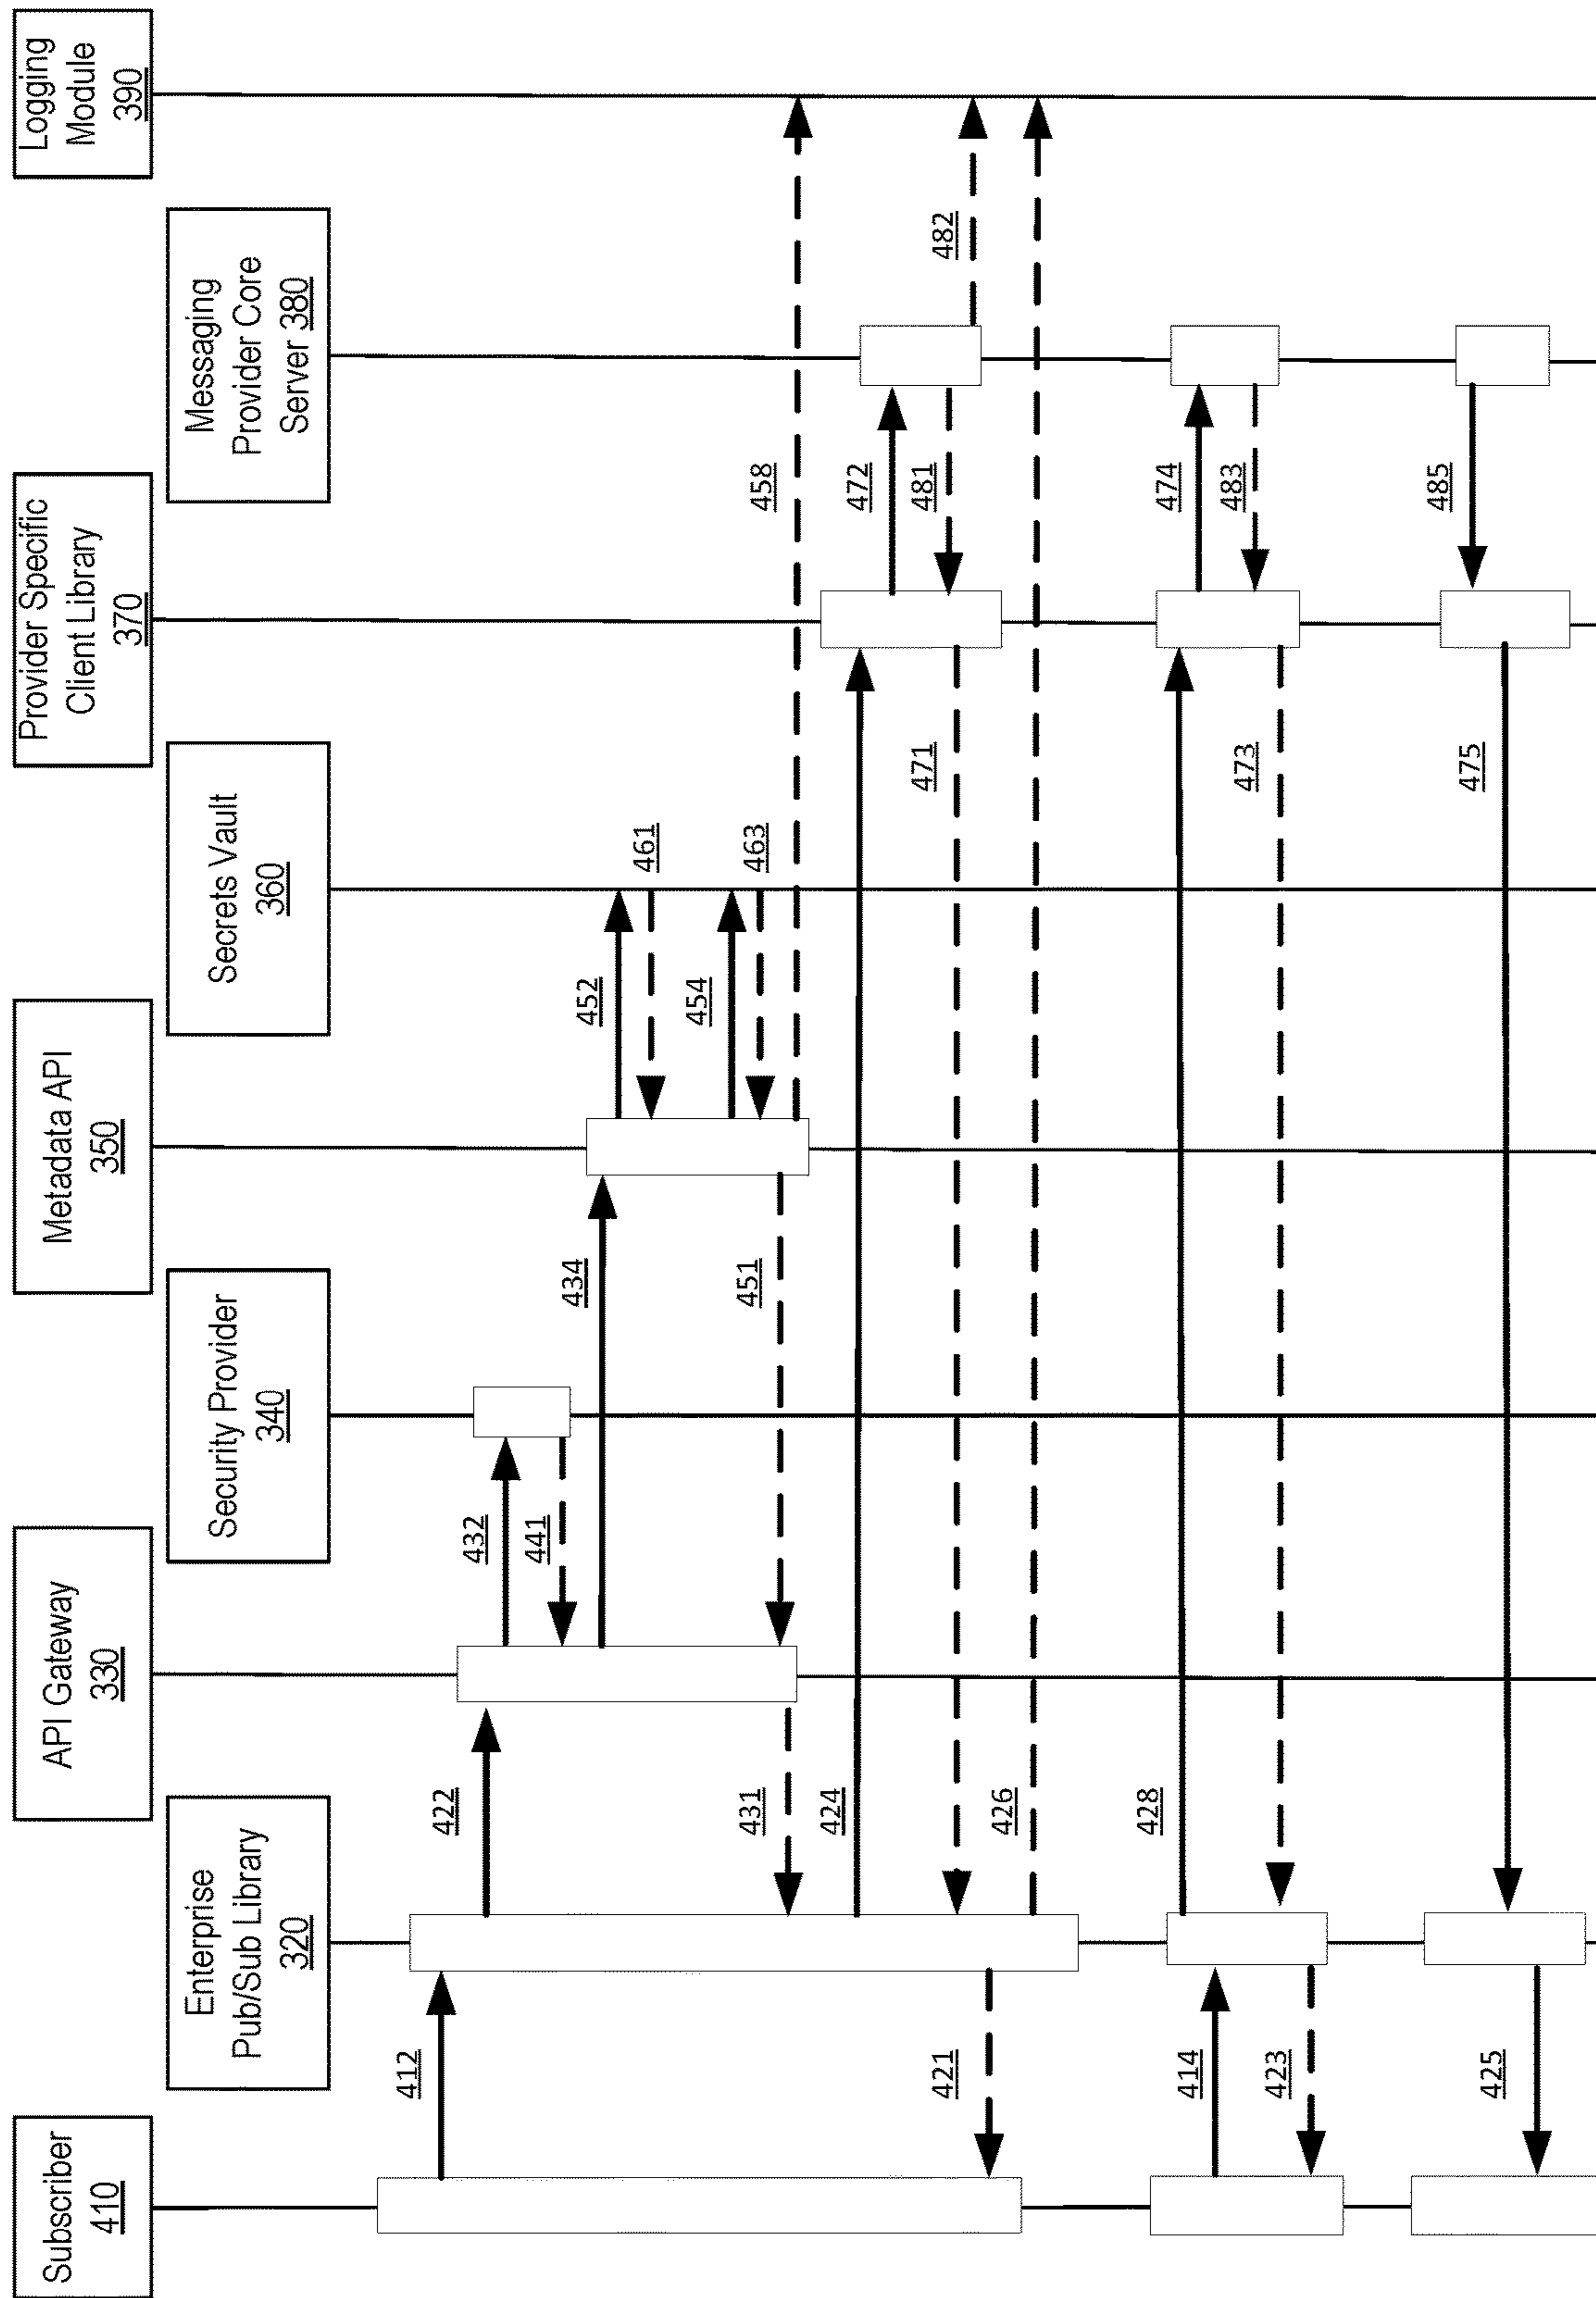 Subscriber
410
Enterprise
Pub/Sub Library
320
API Gateway
330
Security Provider
340
Metadata API
350
Secrets Vault
360
Provider Specific
Client Library
370
Messaging
Provider Core
Server 380
Logging
Module
390
412
422
432
441
434
452
461
454
463
451
458
431
424
472
481
482
471
421
426
428
414
474
483
473
423
485
475
425